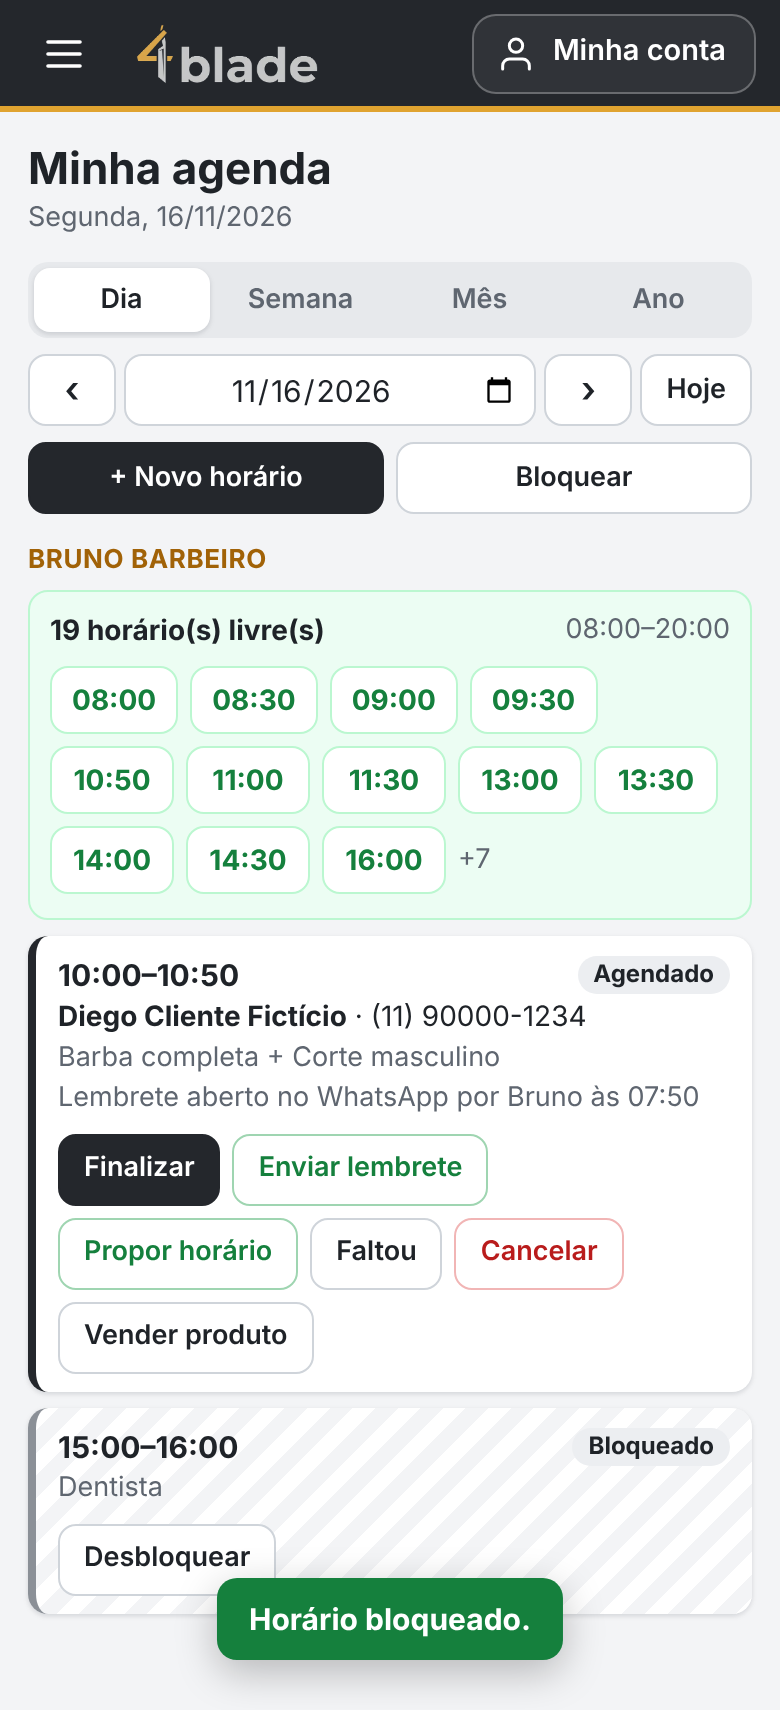 4blade
Minha conta
Minha agenda
Segunda, 16/11/2026
Dia Semana Mês Ano
‹ 11/16/2026 › Hoje
+ Novo horário Bloquear
BRUNO BARBEIRO
19 horário(s) livre(s) 08:00–20:00
08:00 08:30 09:00 09:30
10:50 11:00 11:30 13:00 13:30
14:00 14:30 16:00 +7
10:00–10:50 Agendado
Diego Cliente Fictício · (11) 90000-1234
Barba completa + Corte masculino
Lembrete aberto no WhatsApp por Bruno às 07:50
Finalizar Enviar lembrete
Propor horário Faltou Cancelar
Vender produto
15:00–16:00 Bloqueado
Dentista
Desbloquear
Horário bloqueado.